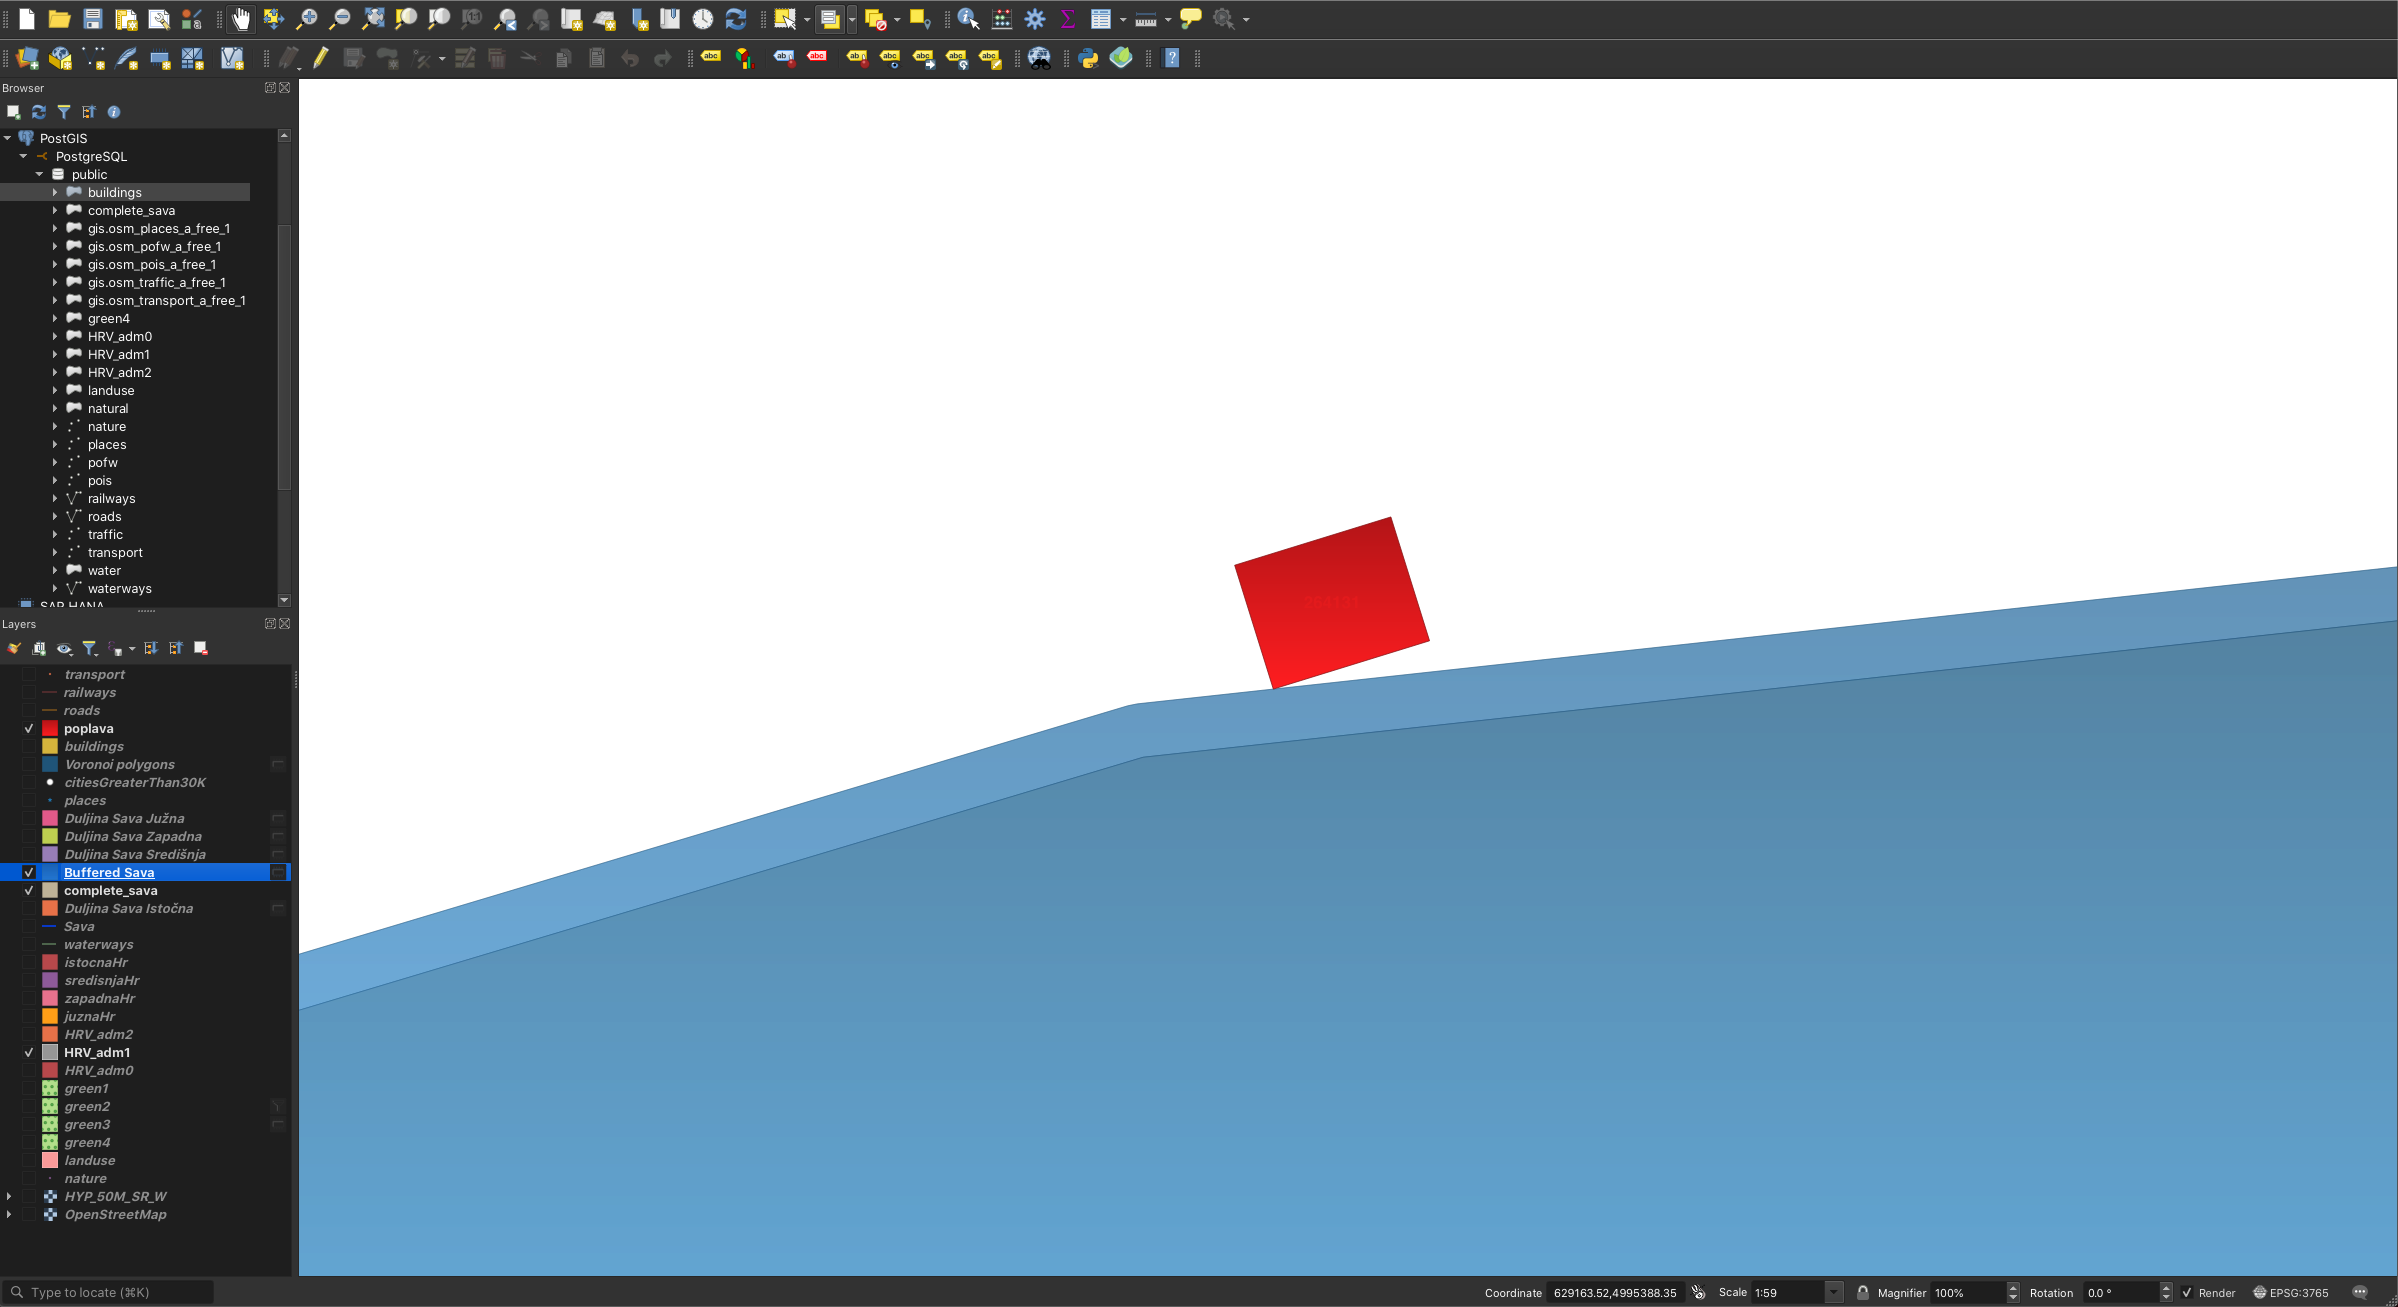 Browser
PostGIS
PostgreSQL
public
buildings
complete_sava
gis.osm_places_a_free_1
gis.osm_pofw_a_free_1
gis.osm_pois_a_free_1
gis.osm_traffic_a_free_1
gis.osm_transport_a_free_1
green4
HRV_adm0
HRV_adm1
HRV_adm2
landuse
natural
nature
places
pofw
pois
railways
roads
traffic
transport
water
waterways
SAP HANA
Layers
transport
railways
roads
poplava
buildings
Voronoi polygons
citiesGreaterThan30K
places
Duljina Sava Južna
Duljina Sava Zapadna
Duljina Sava Središnja
Buffered Sava
complete_sava
Duljina Sava Istočna
Sava
waterways
istocnaHr
sredisnjaHr
zapadnaHr
juznaHr
HRV_adm2
HRV_adm1
HRV_adm0
green1
green2
green3
green4
landuse
nature
HYP_50M_SR_W
OpenStreetMap
Type to locate (⌘K)
Coordinate 629163.52,4995388.35 Scale 1:59 Magnifier 100% Rotation 0.0 ° Render EPSG:3765